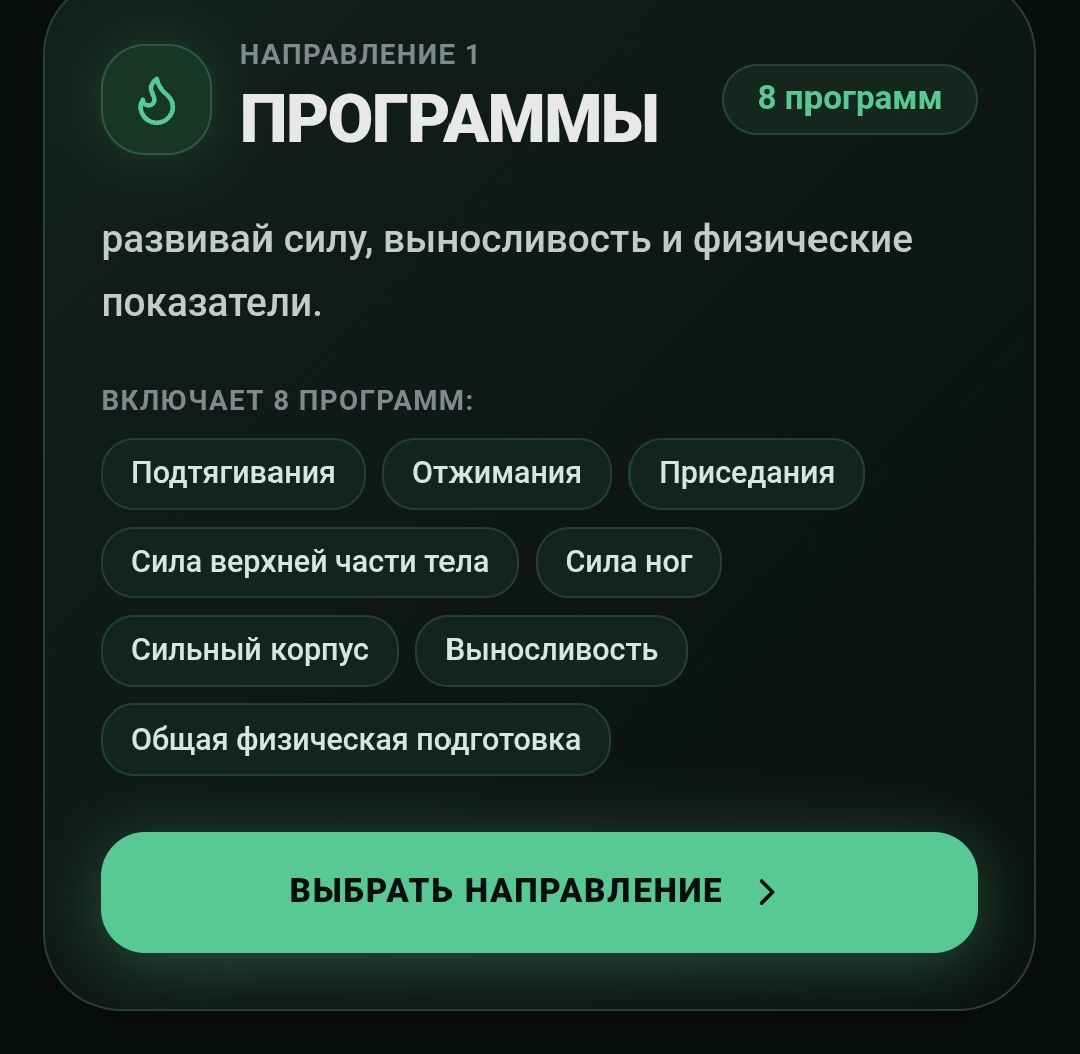 НАПРАВЛЕНИЕ 1
ПРОГРАММЫ
8 программ
развивай силу, выносливость и физические
показатели.
ВКЛЮЧАЕТ 8 ПРОГРАММ:
Подтягивания Отжимания Приседания
Сила верхней части тела Сила ног
Сильный корпус Выносливость
Общая физическая подготовка
ВЫБРАТЬ НАПРАВЛЕНИЕ